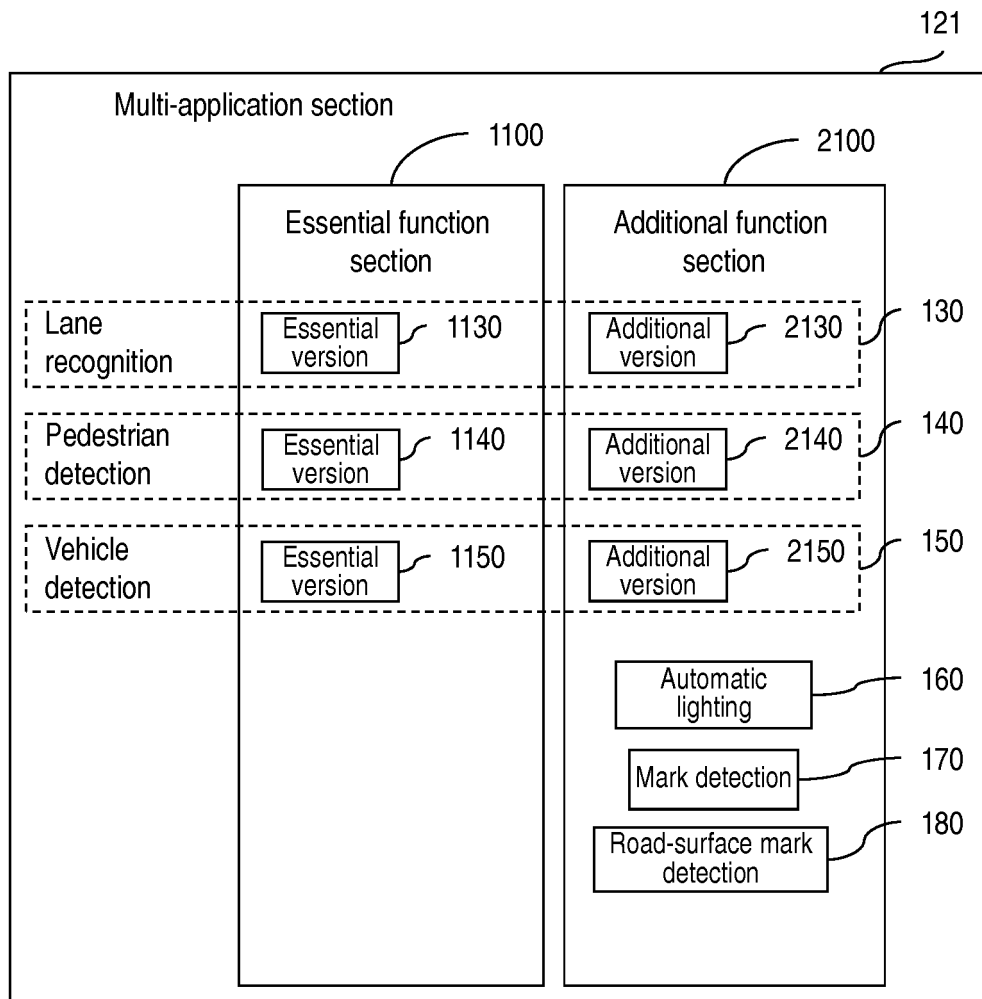 121
Multi-application section
1100
2100
Essential function
section
Additional function
section
Lane
recognition
Essential
version
1130
Additional
version
2130
130
Pedestrian
detection
Essential
version
1140
Additional
version
2140
140
Vehicle
detection
Essential
version
1150
Additional
version
2150
150
Automatic
lighting
160
Mark detection
170
Road-surface mark
detection
180